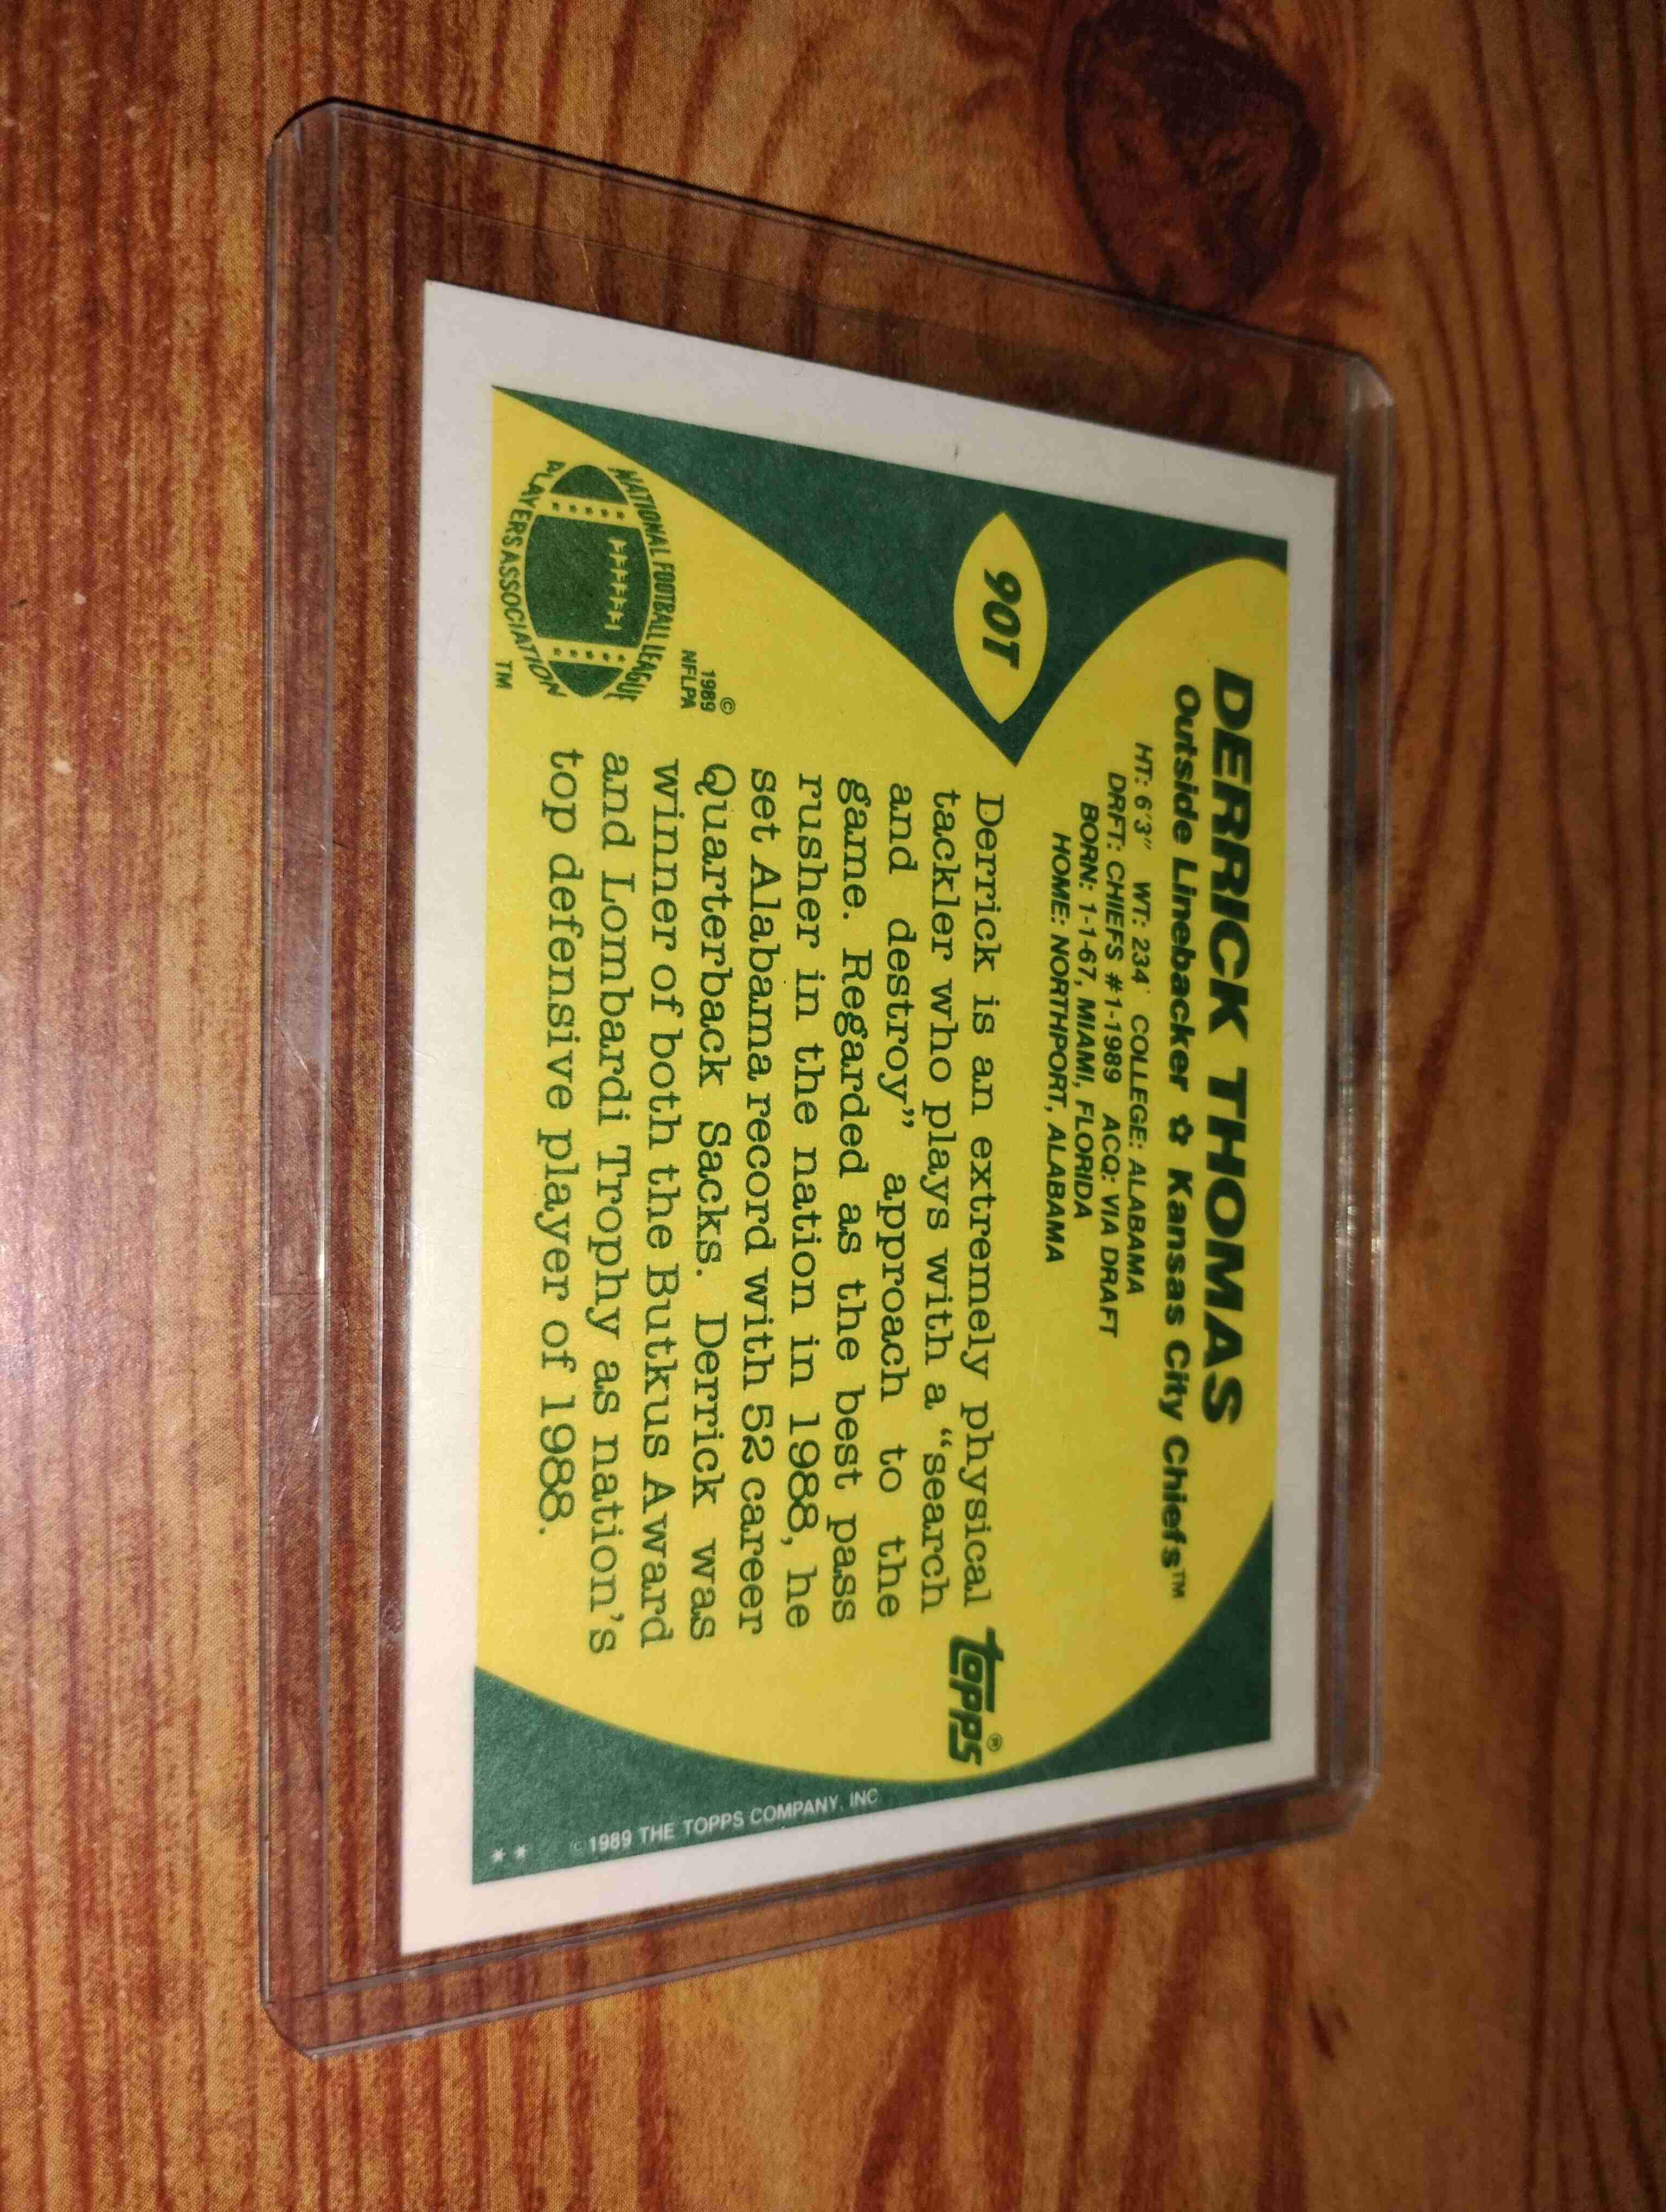 DERRICK THOMAS
Outside Linebacker ✿ Kansas City Chiefs™
HT: 6'3" WT: 234 COLLEGE: ALABAMA
DRFT: CHIEFS #1-1989 ACQ: VIA DRAFT
BORN: 1-1-67, MIAMI, FLORIDA
HOME: NORTHPORT, ALABAMA
90T
Derrick is an extremely physical
tackler who plays with a “search
and destroy” approach to the
game. Regarded as the best pass
rusher in the nation in 1988, he
set Alabama record with 52 career
Quarterback Sacks. Derrick was
winner of both the Butkus Award
and Lombardi Trophy as nation's
top defensive player of 1988.
topps®
©
1989
NFLPA
NATIONAL FOOTBALL LEAGUE
PLAYERS ASSOCIATION
TM
© 1989 THE TOPPS COMPANY, INC
* *